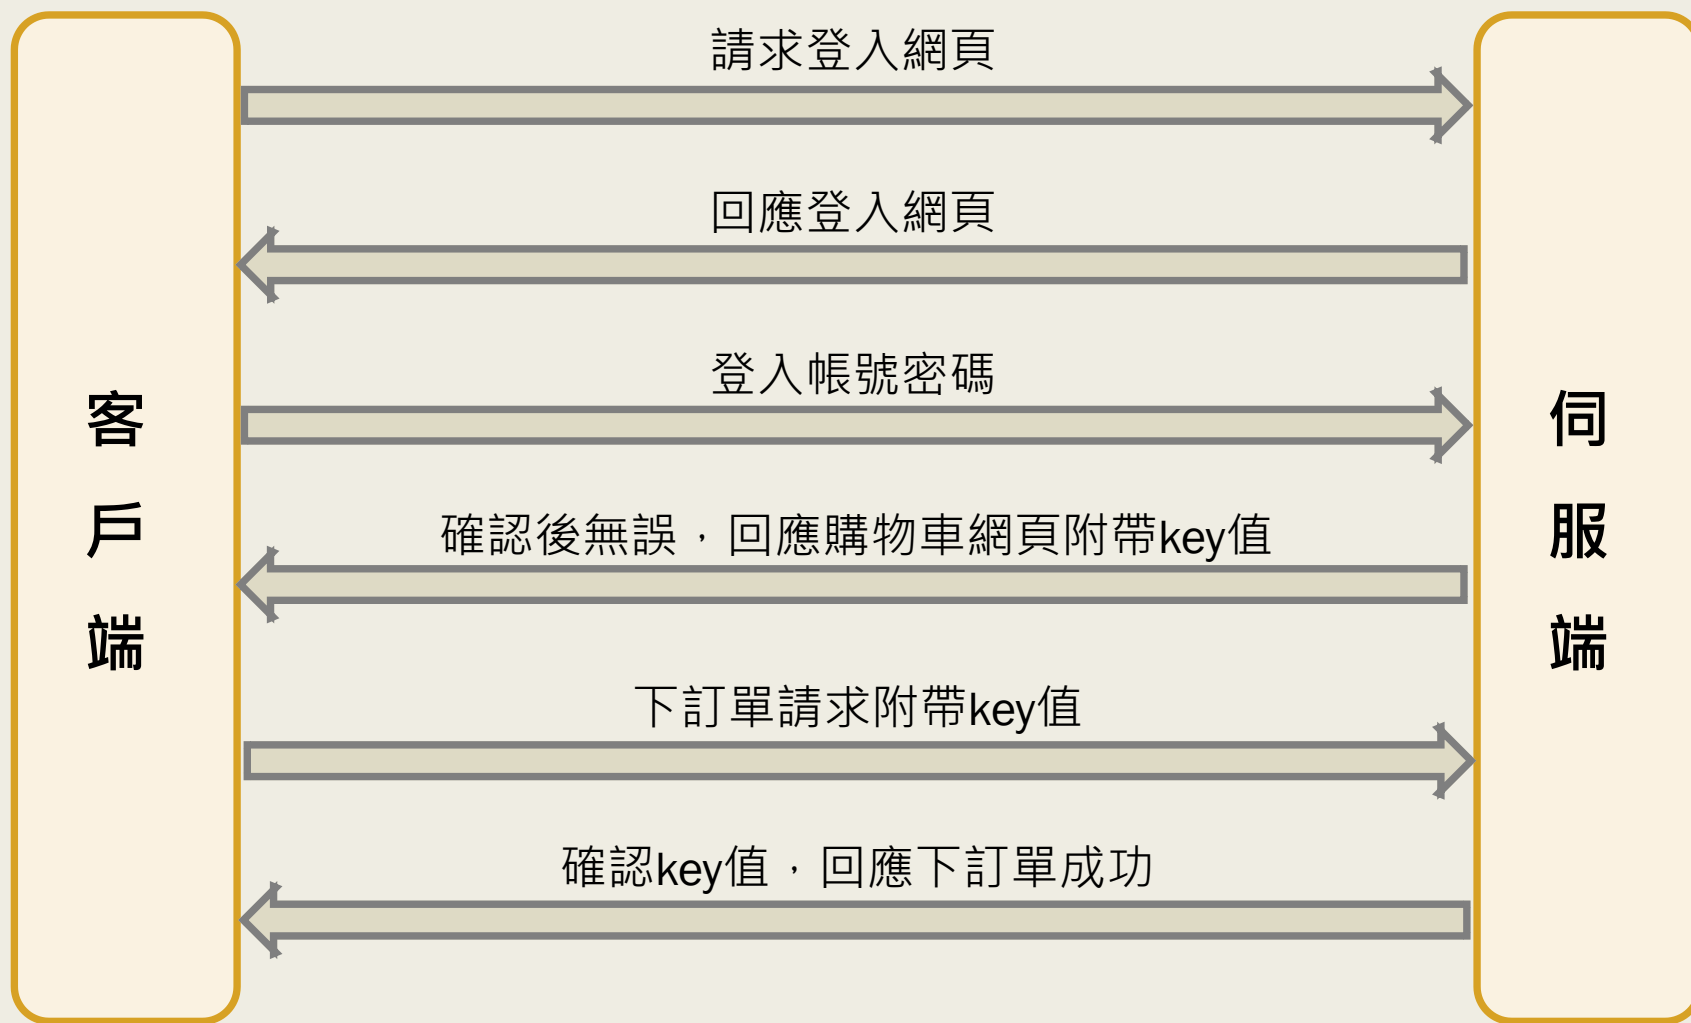 請求登入網頁
回應登入網頁
登入帳號密碼
確認後無誤，回應購物車網頁附帶key值
下訂單請求附帶key值
確認key值，回應下訂單成功
客
戶
端
伺
服
端